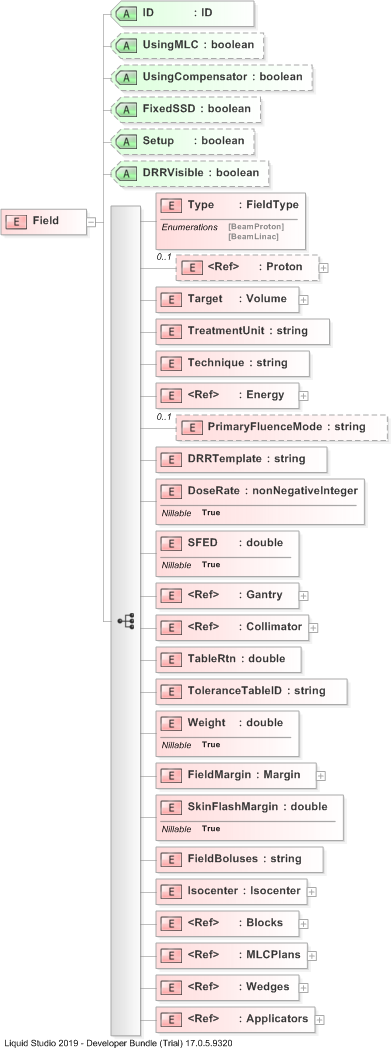 A ID : ID
A UsingMLC : boolean
A UsingCompensator : boolean
A FixedSSD : boolean
A Setup : boolean
A DRRVisible : boolean
E Field
E Type : FieldType
Enumerations [BeamProton]
[BeamLinac]
0..1
E <Ref> : Proton
E Target : Volume
E TreatmentUnit : string
E Technique : string
E <Ref> : Energy
0..1
E PrimaryFluenceMode : string
E DRRTemplate : string
E DoseRate : nonNegativeInteger
Nillable True
E SFED : double
Nillable True
E <Ref> : Gantry
E <Ref> : Collimator
E TableRtn : double
E ToleranceTableID : string
E Weight : double
Nillable True
E FieldMargin : Margin
E SkinFlashMargin : double
Nillable True
E FieldBoluses : string
E Isocenter : Isocenter
E <Ref> : Blocks
E <Ref> : MLCPlans
E <Ref> : Wedges
E <Ref> : Applicators
Liquid Studio 2019 - Developer Bundle (Trial) 17.0.5.9320